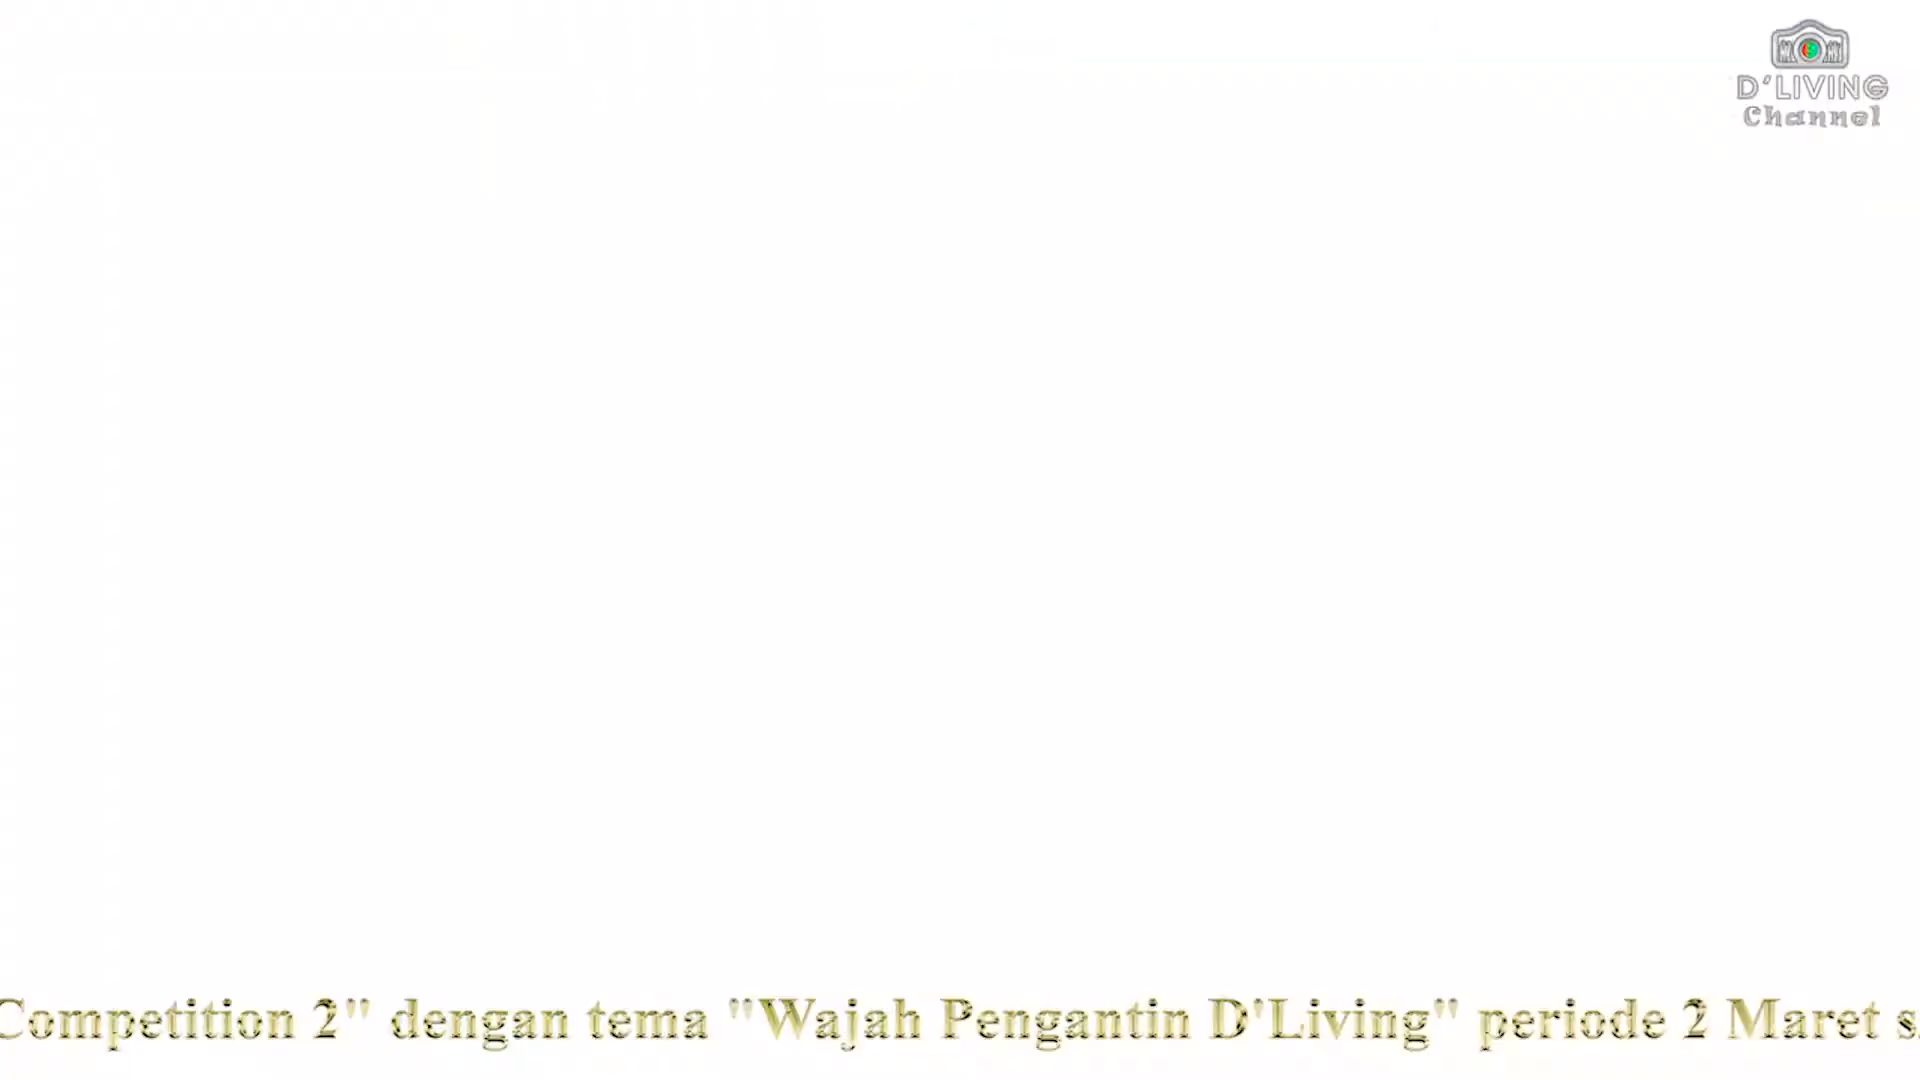 D'LIVING
Channel
Competition 2" dengan tema "Wajah Pengantin D'Living" periode 2 Maret